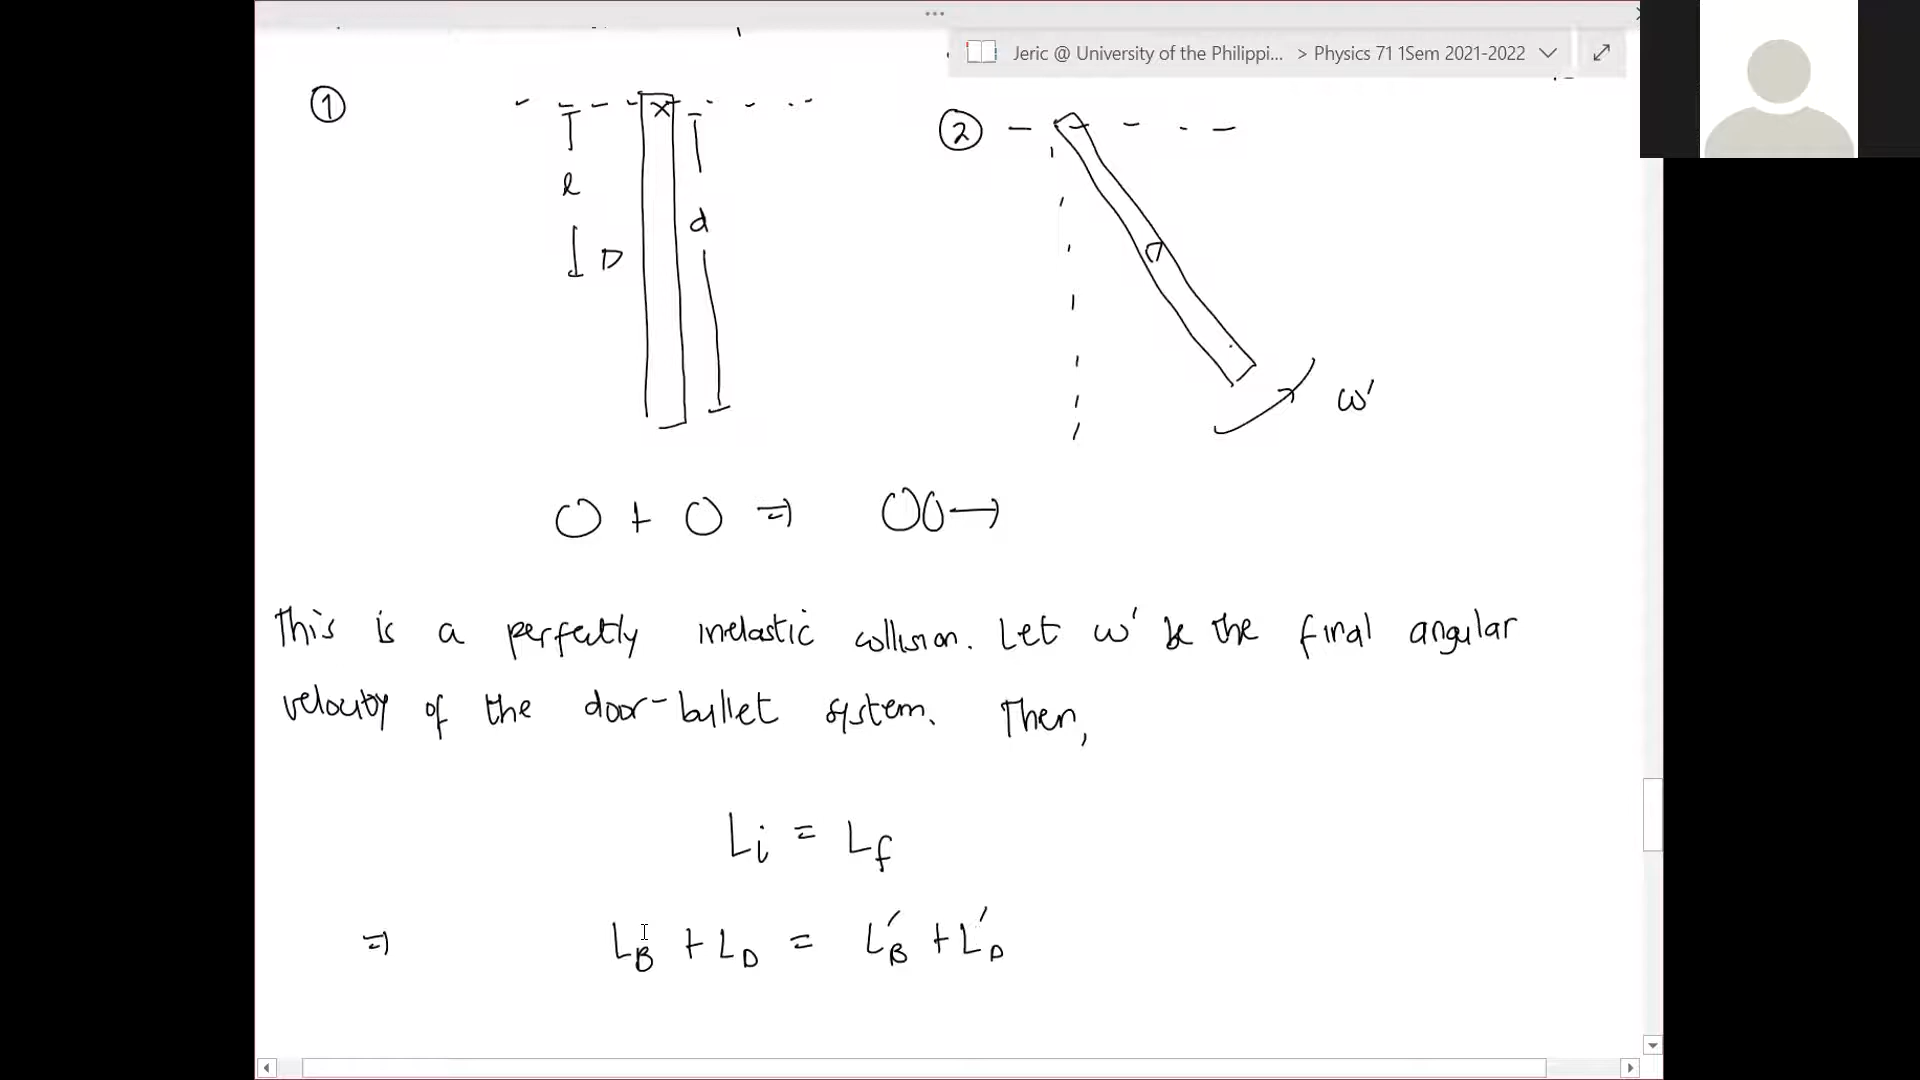 Jeric @ University of the Philippi... > Physics 71 1Sem 2021-2022
①
②
l
d
D
ω'
O + O ⇒ OO→
This is a perfectly inelastic collision. Let ω' be the final angular
velocity of the door-bullet system. Then,
Li = Lf
⇒ LB + LD = L'B + L'D